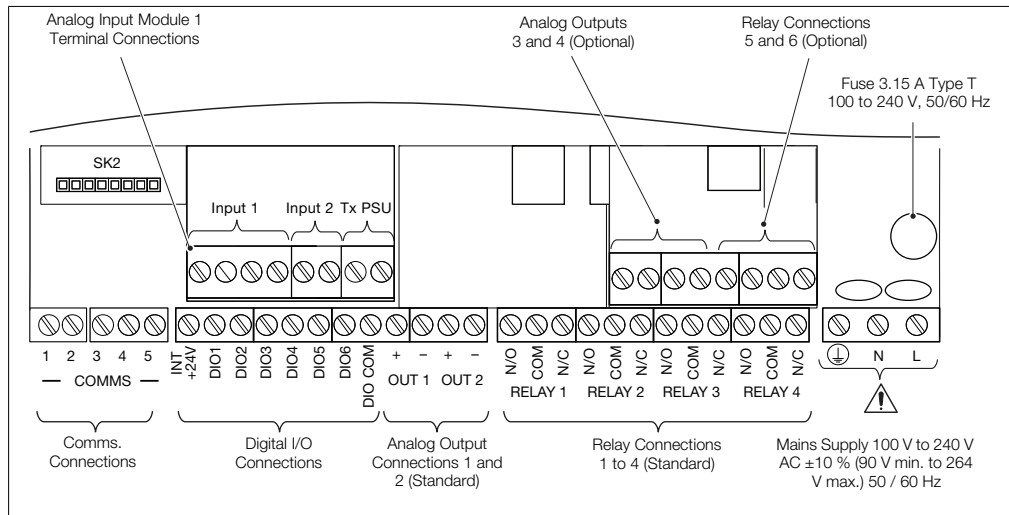 Analog Input Module 1
Terminal Connections
Analog Outputs
3 and 4 (Optional)
Relay Connections
5 and 6 (Optional)
Fuse 3.15 A Type T
100 to 240 V, 50/60 Hz
SK2
Input 1 Input 2 Tx PSU
1 2 3 4 5
COMMS
INT
+24V
DIO1
DIO2
DIO3
DIO4
DIO5
DIO6
DIO COM
+ – + –
OUT 1 OUT 2
N/O COM N/C N/O COM N/C N/O COM N/C N/O COM N/C
RELAY 1 RELAY 2 RELAY 3 RELAY 4
N L
Comms.
Connections
Digital I/O
Connections
Analog Output
Connections 1 and
2 (Standard)
Relay Connections
1 to 4 (Standard)
Mains Supply 100 V to 240 V
AC ±10 % (90 V min. to 264
V max.) 50 / 60 Hz